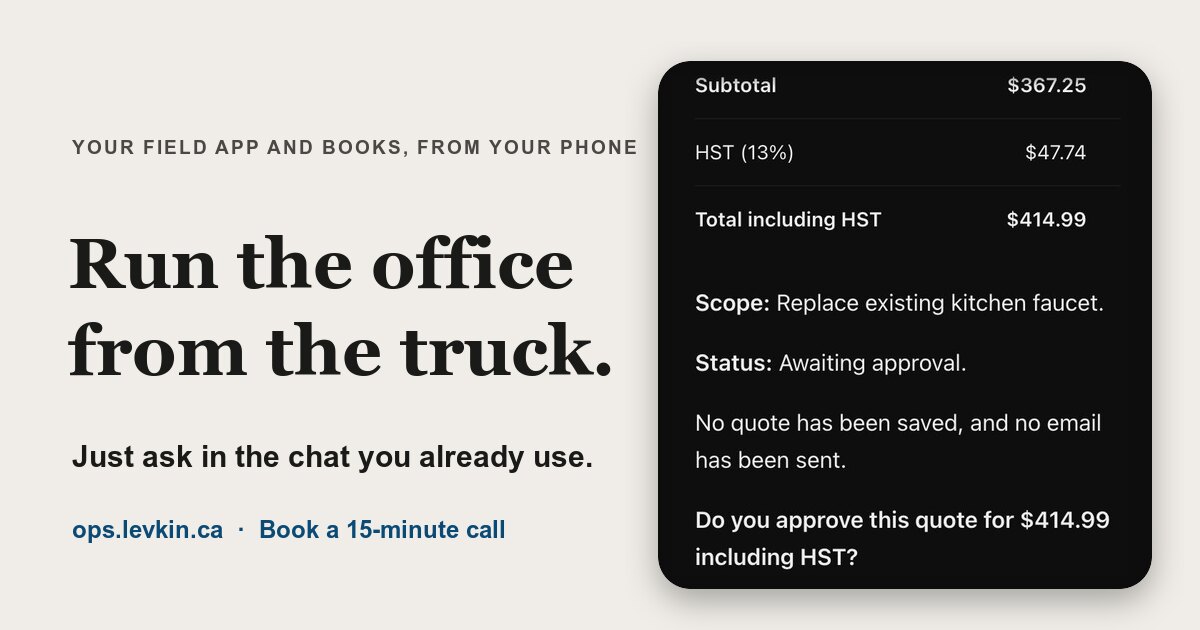 YOUR FIELD APP AND BOOKS, FROM YOUR PHONE
Run the office
from the truck.
Just ask in the chat you already use.
ops.levkin.ca · Book a 15-minute call
Subtotal $367.25
HST (13%) $47.74
Total including HST $414.99
Scope: Replace existing kitchen faucet.
Status: Awaiting approval.
No quote has been saved, and no email
has been sent.
Do you approve this quote for $414.99
including HST?